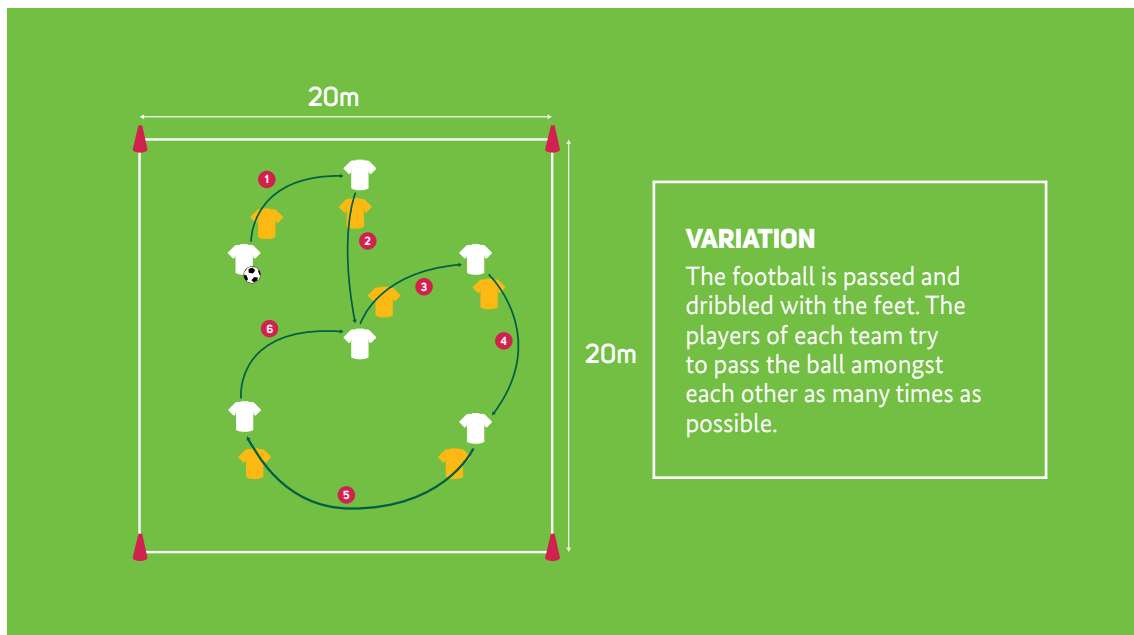 20m
1
2
3
6
4
20m
5
VARIATION
The football is passed and
dribbled with the feet. The
players of each team try
to pass the ball amongst
each other as many times as
possible.